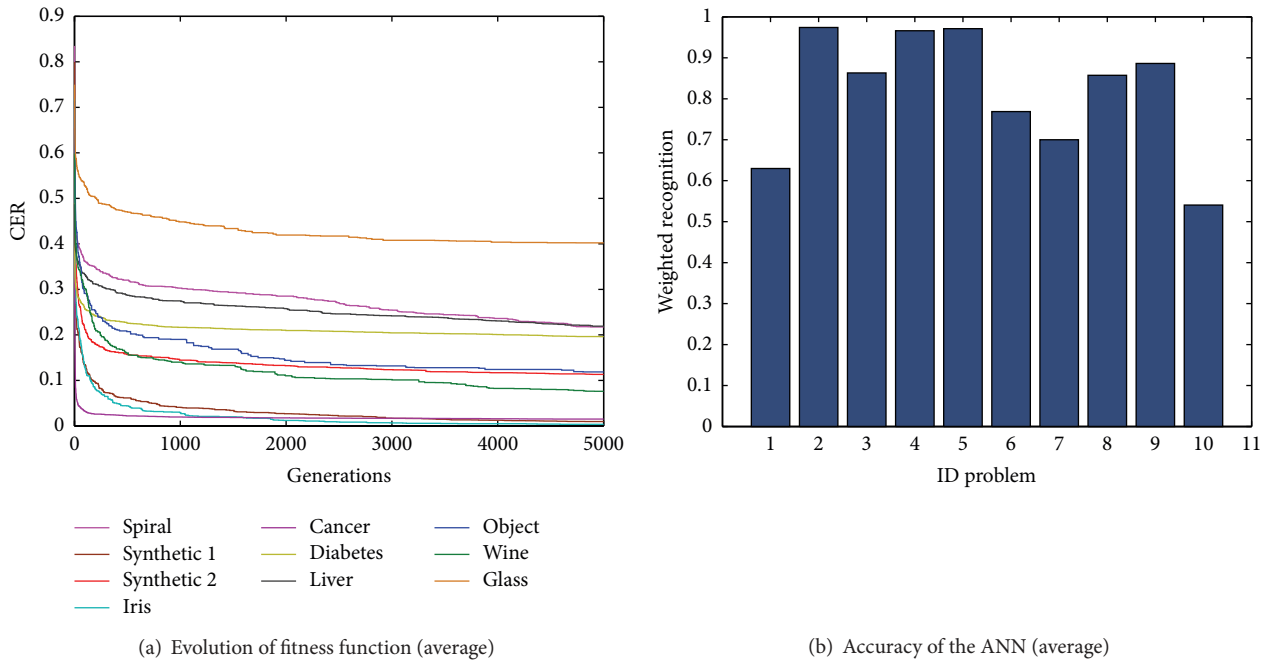 0.9
0.8
0.7
0.6
0.5
0.4
0.3
0.2
0.1
0
CER
0 1000 2000 3000 4000 5000
Generations
Spiral
Synthetic 1
Synthetic 2
Iris
Cancer
Diabetes
Liver
Object
Wine
Glass
(a) Evolution of fitness function (average)
1
0.9
0.8
0.7
0.6
0.5
0.4
0.3
0.2
0.1
0
Weighted recognition
1 2 3 4 5 6 7 8 9 10 11
ID problem
(b) Accuracy of the ANN (average)